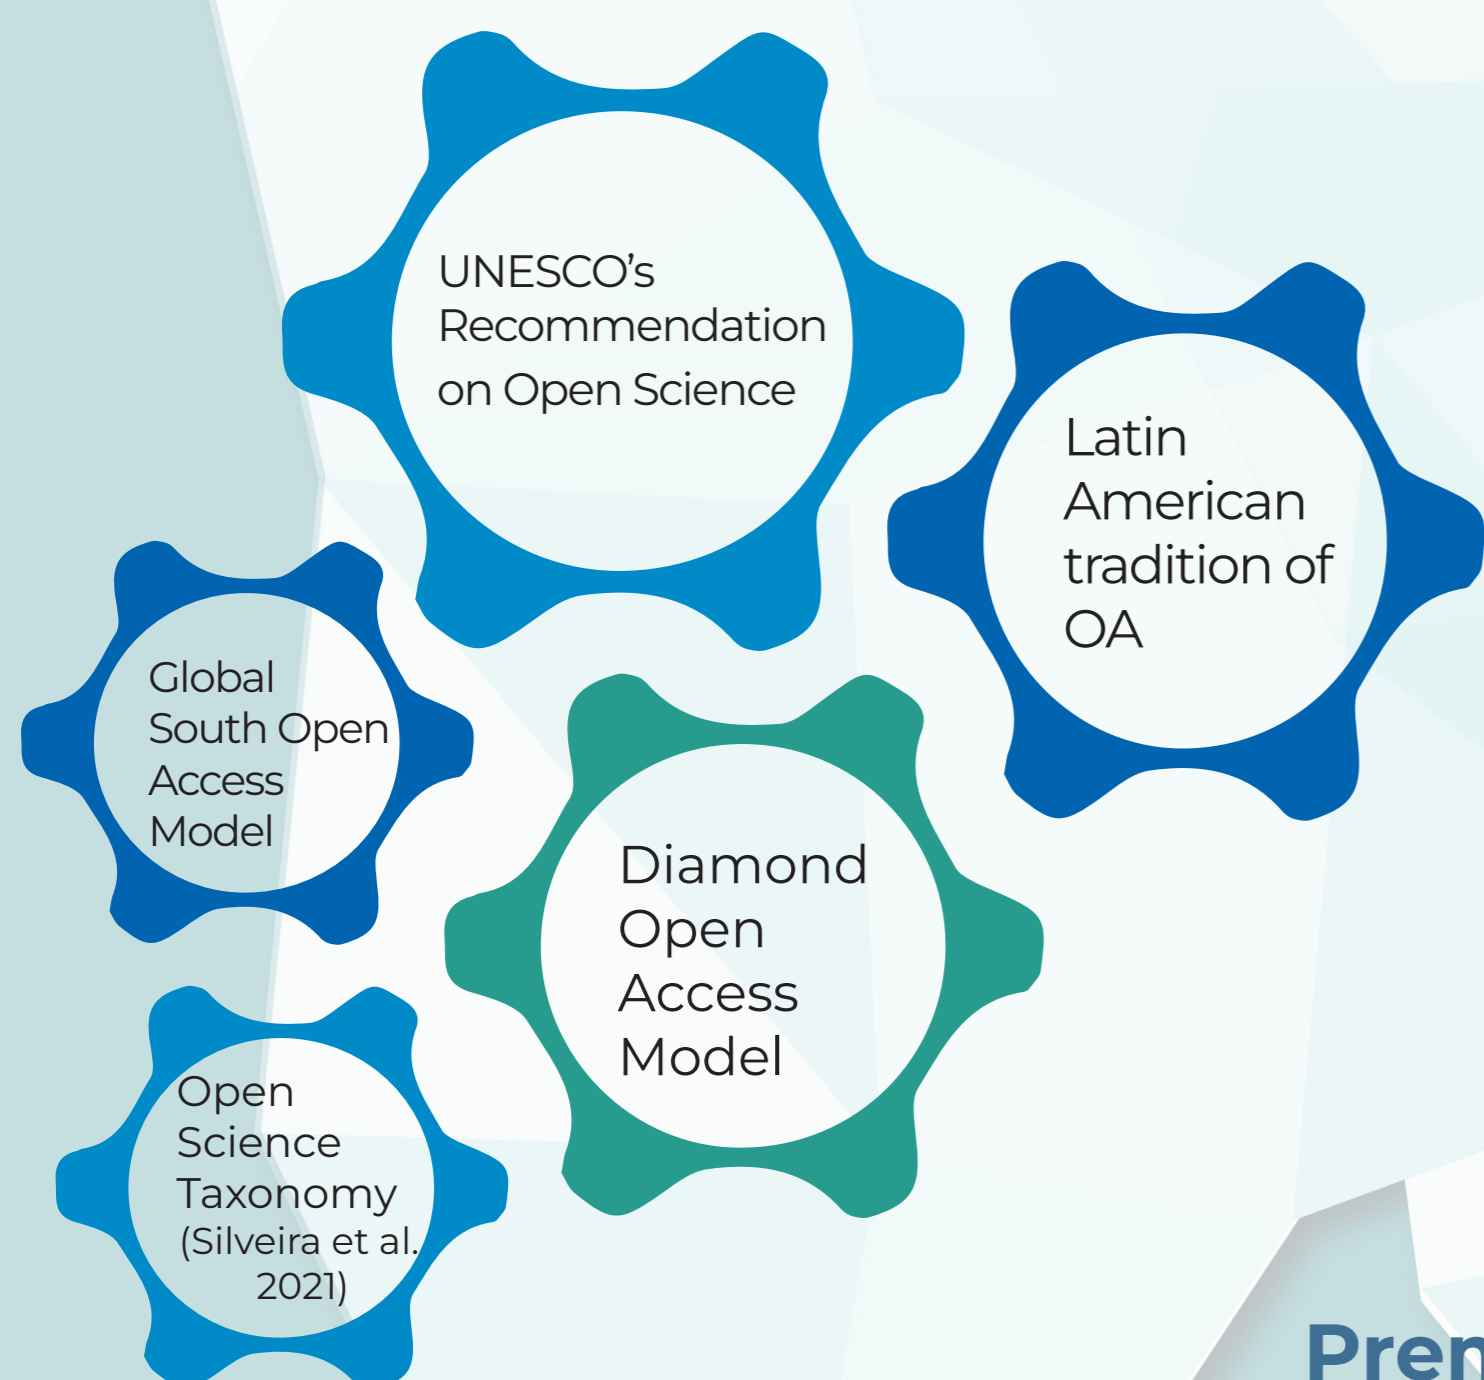 UNESCO’s
Recommendation
on Open Science
Latin
American
tradition of
OA
Global
South Open
Access
Model
Diamond
Open
Access
Model
Open
Science
Taxonomy
(Silveira et al.
2021)